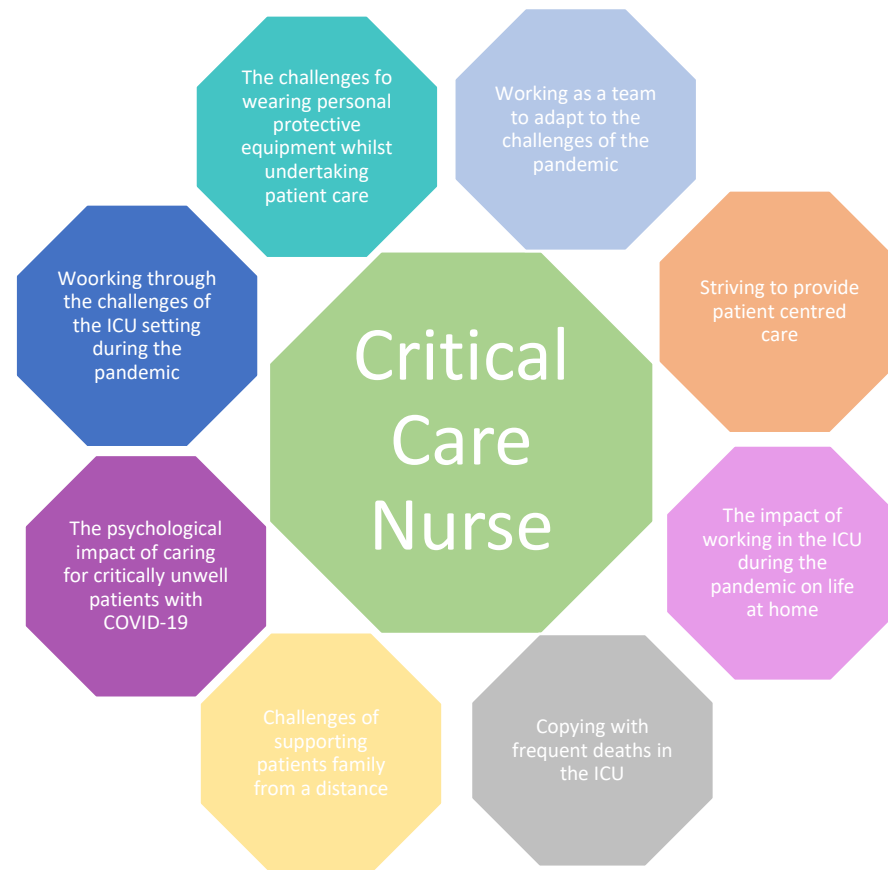 The challenges fo
wearing personal
protective
equipment whilst
undertaking
patient care
Working as a team
to adapt to the
challenges of the
pandemic
Woorking through
the challenges of
the ICU setting
during the
pandemic
Critical
Care
Nurse
Striving to provide
patient centred
care
The psychological
impact of caring
for critically unwell
patients with
COVID-19
The impact of
working in the ICU
during the
pandemic on life
at home
Challenges of
supporting
patients family
from a distance
Copying with
frequent deaths in
the ICU